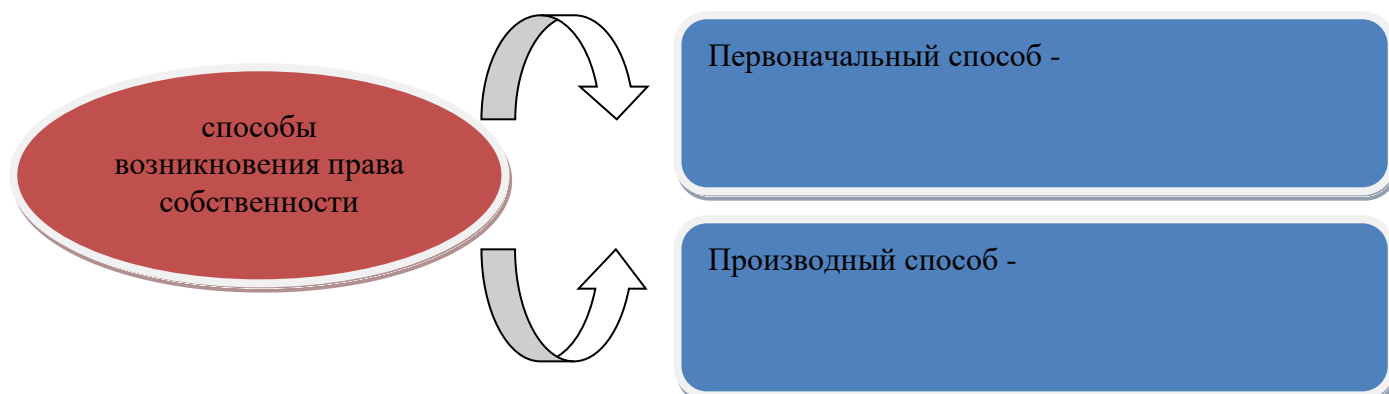 способы
возникновения права
собственности
Первоначальный способ -
Производный способ -